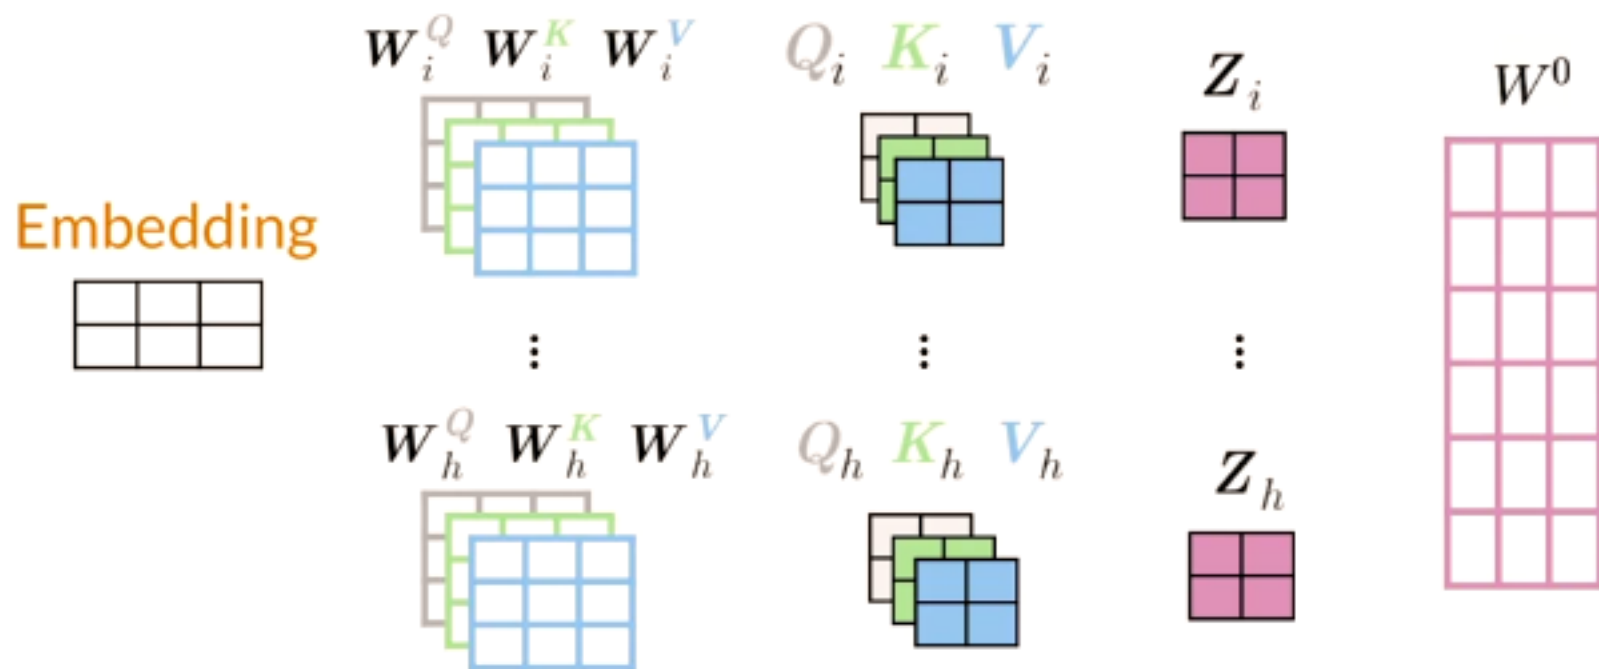 W_i^Q W_i^K W_i^V
Q_i K_i V_i
Z_i
W^0
Embedding
⋮ ⋮ ⋮
W_h^Q W_h^K W_h^V
Q_h K_h V_h
Z_h